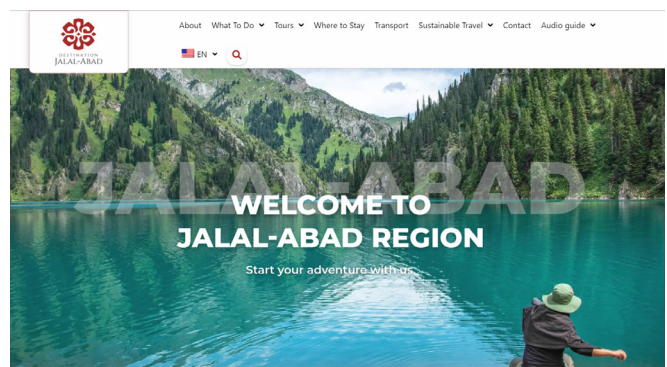 DESTINATION
JALAL-ABAD
About What To Do Tours Where to Stay Transport Sustainable Travel Contact Audio guide
EN
JALAL-ABAD
WELCOME TO
JALAL-ABAD REGION
Start your adventure with us